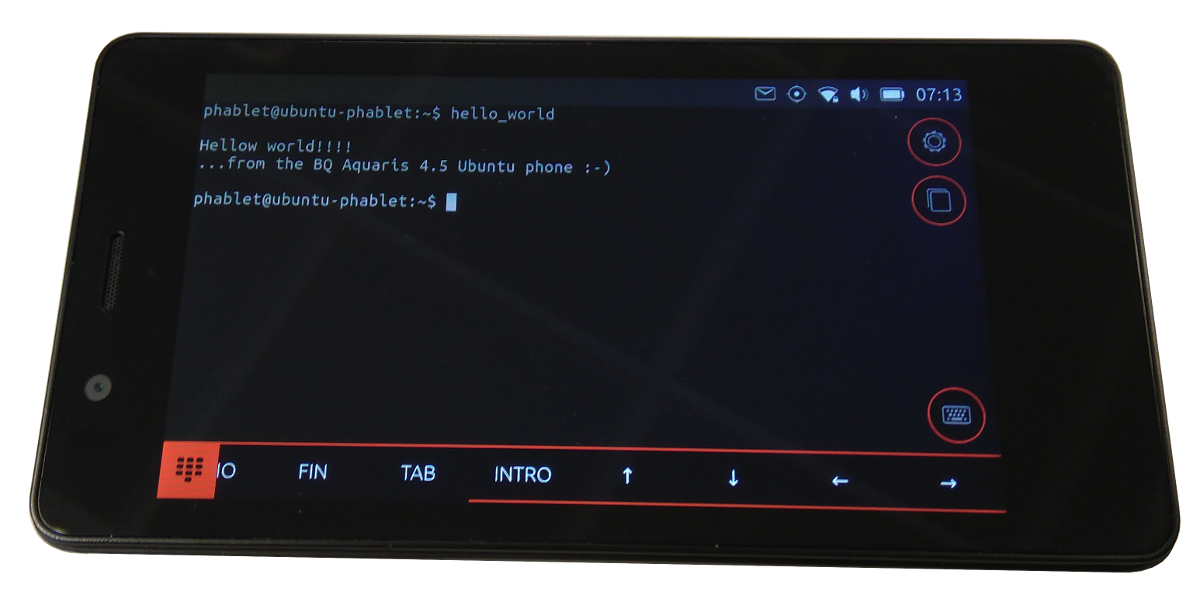 07:13
phablet@ubuntu-phablet:~$ hello_world
Hellow world!!!!
...from the BQ Aquaris 4.5 Ubuntu phone :-)
phablet@ubuntu-phablet:~$
IO FIN TAB INTRO ↑ ↓ ← →